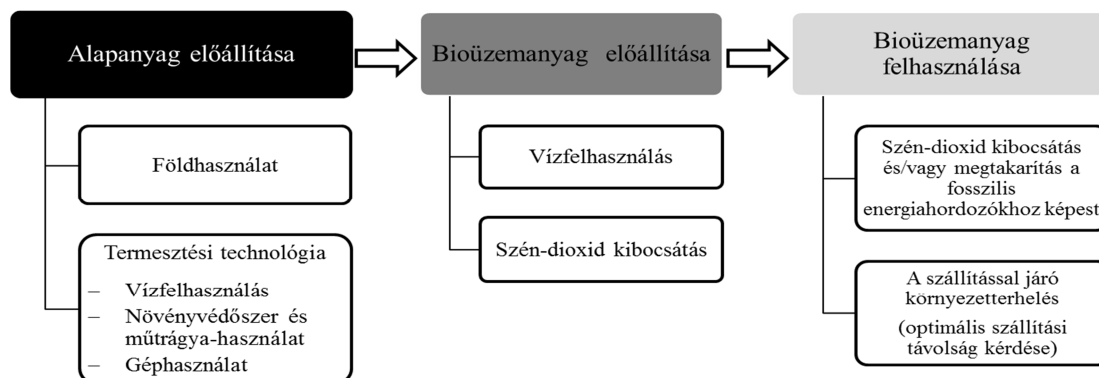 Alapanyag előállítása
Földhasználat
Termesztési technológia
– Vízfelhasználás
– Növényvédőszer és
műtrágya-használat
– Géphasználat
Bioüzemanyag előállítása
Vízfelhasználás
Szén-dioxid kibocsátás
Bioüzemanyag
felhasználása
Szén-dioxid kibocsátás
és/vagy megtakarítás a
fosszilis
energiahordozókhoz képest
A szállítással járó
környezetterhelés
(optimális szállítási
távolság kérdése)